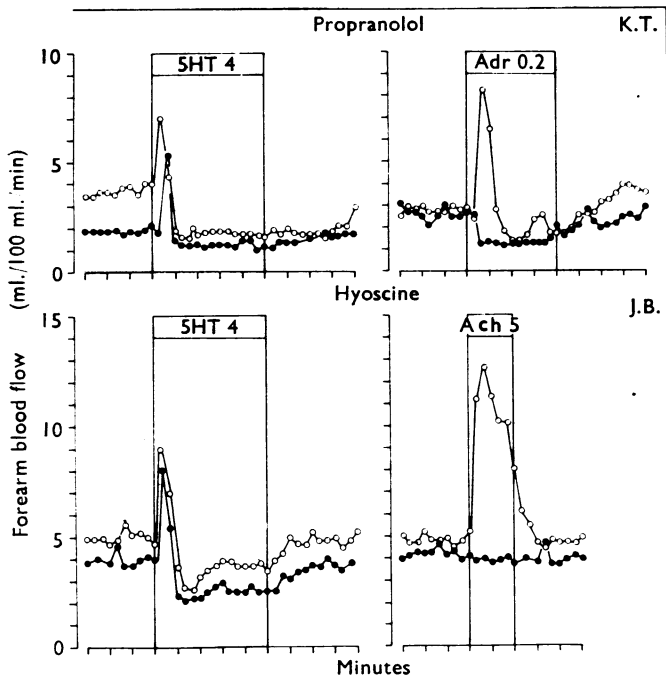 Propranolol K.T.
5HT 4
Adr 0.2
10
5
0
Hyoscine J.B.
5HT 4
A ch 5
15
10
5
0
Forearm blood flow (ml./100 ml. min)
Minutes